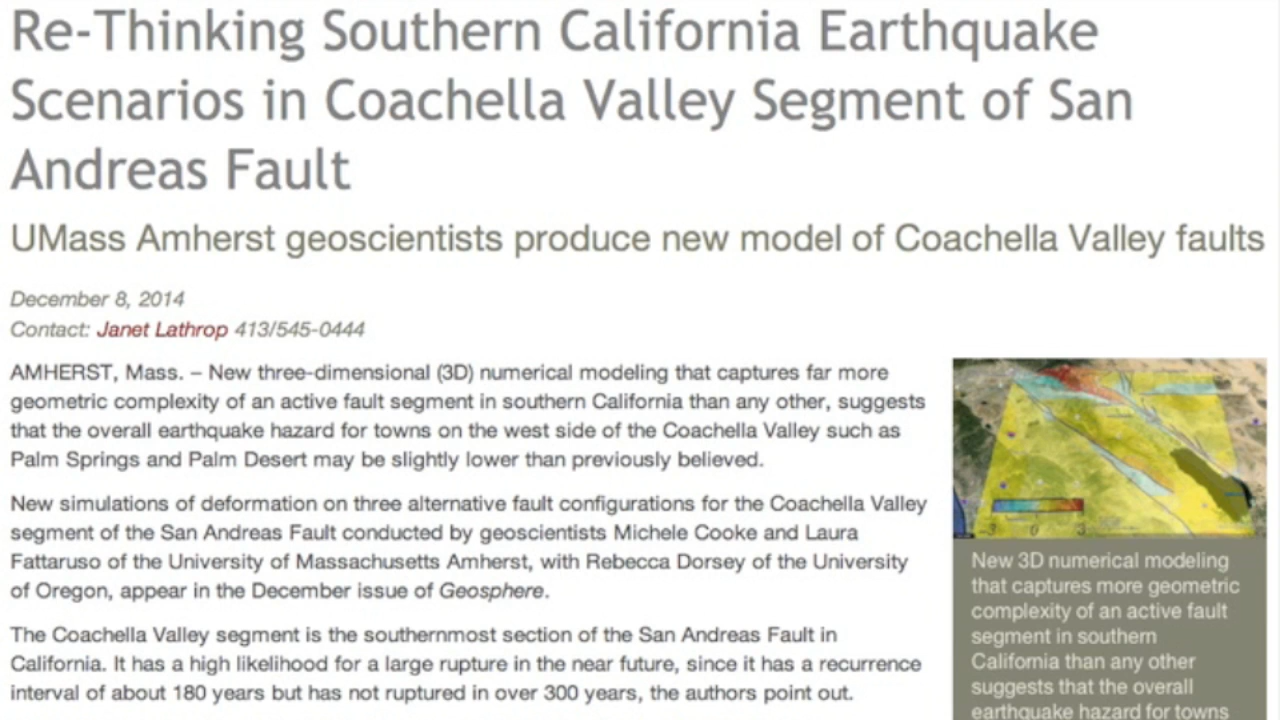 Re-Thinking Southern California Earthquake
Scenarios in Coachella Valley Segment of San
Andreas Fault
UMass Amherst geoscientists produce new model of Coachella Valley faults
December 8, 2014
Contact: Janet Lathrop 413/545-0444
AMHERST, Mass. – New three-dimensional (3D) numerical modeling that captures far more
geometric complexity of an active fault segment in southern California than any other, suggests
that the overall earthquake hazard for towns on the west side of the Coachella Valley such as
Palm Springs and Palm Desert may be slightly lower than previously believed.
New simulations of deformation on three alternative fault configurations for the Coachella Valley
segment of the San Andreas Fault conducted by geoscientists Michele Cooke and Laura
Fattaruso of the University of Massachusetts Amherst, with Rebecca Dorsey of the University
of Oregon, appear in the December issue of Geosphere.
The Coachella Valley segment is the southernmost section of the San Andreas Fault in
California. It has a high likelihood for a large rupture in the near future, since it has a recurrence
interval of about 180 years but has not ruptured in over 300 years, the authors point out.
-3 0 3
New 3D numerical modeling
that captures more geometric
complexity of an active fault
segment in southern
California than any other
suggests that the overall
earthquake hazard for towns